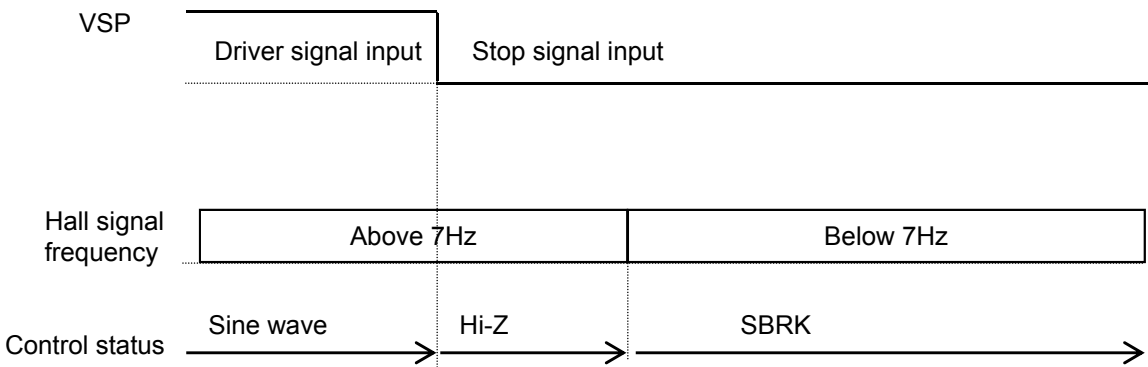 VSP
Driver signal input
Stop signal input
Hall signal
frequency
Above 7Hz
Below 7Hz
Control status
Sine wave
Hi-Z
SBRK